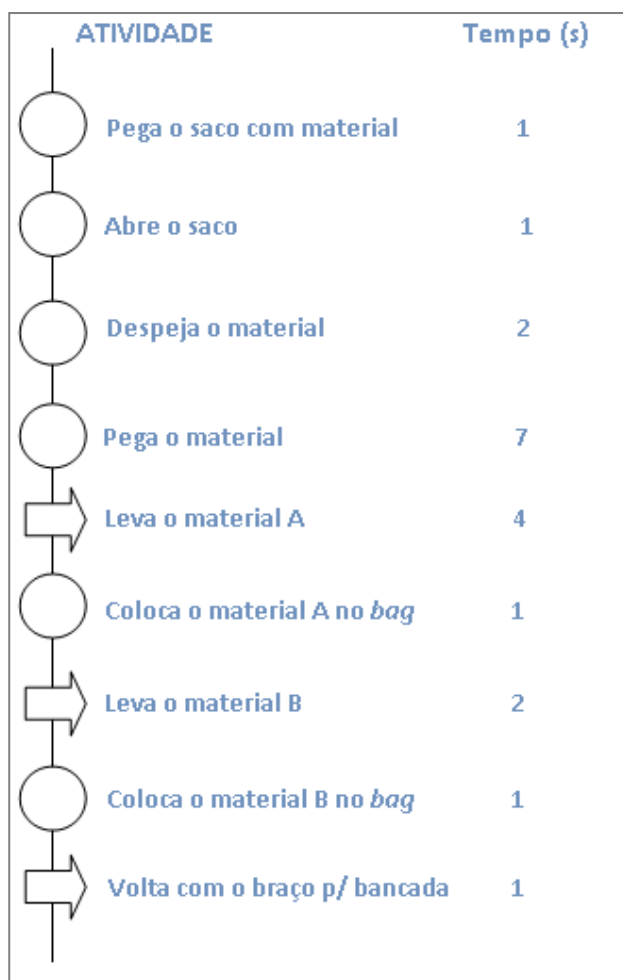 ATIVIDADE Tempo (s)
Pega o saco com material 1
Abre o saco 1
Despeja o material 2
Pega o material 7
Leva o material A 4
Coloca o material A no bag 1
Leva o material B 2
Coloca o material B no bag 1
Volta com o braço p/ bancada 1